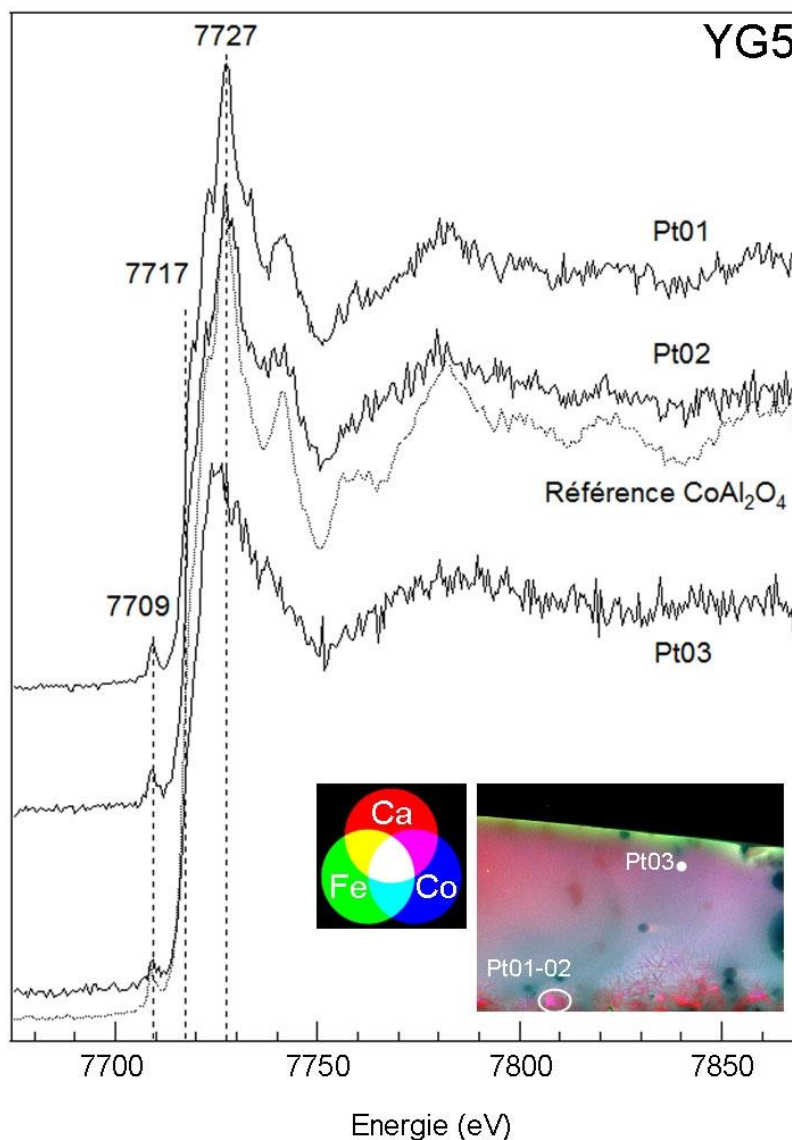 YG5
7727
Pt01
7717
Pt02
Référence CoAl₂O₄
7709
Pt03
Ca
Fe Co
Pt03
Pt01-02
7700 7750 7800 7850
Energie (eV)